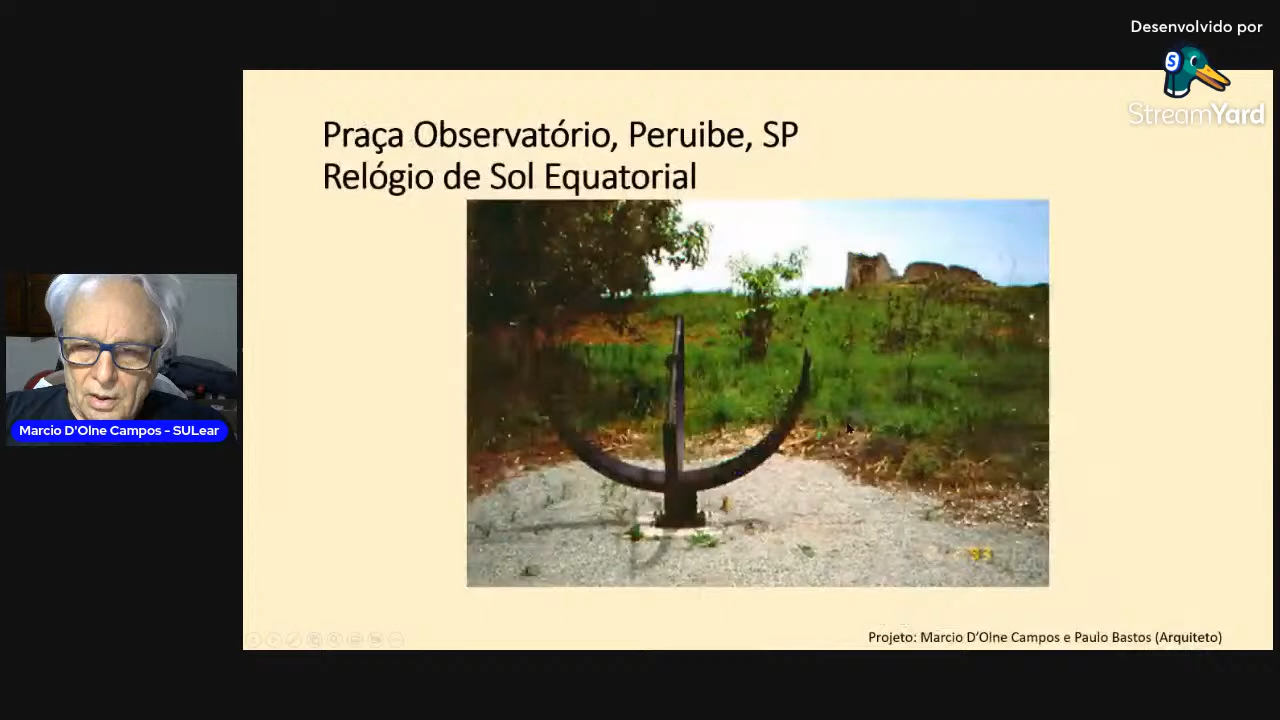 Desenvolvido por
StreamYard
Praça Observatório, Peruibe, SP
Relógio de Sol Equatorial
Marcio D'Olne Campos - SULear
93
Projeto: Marcio D'Olne Campos e Paulo Bastos (Arquiteto)